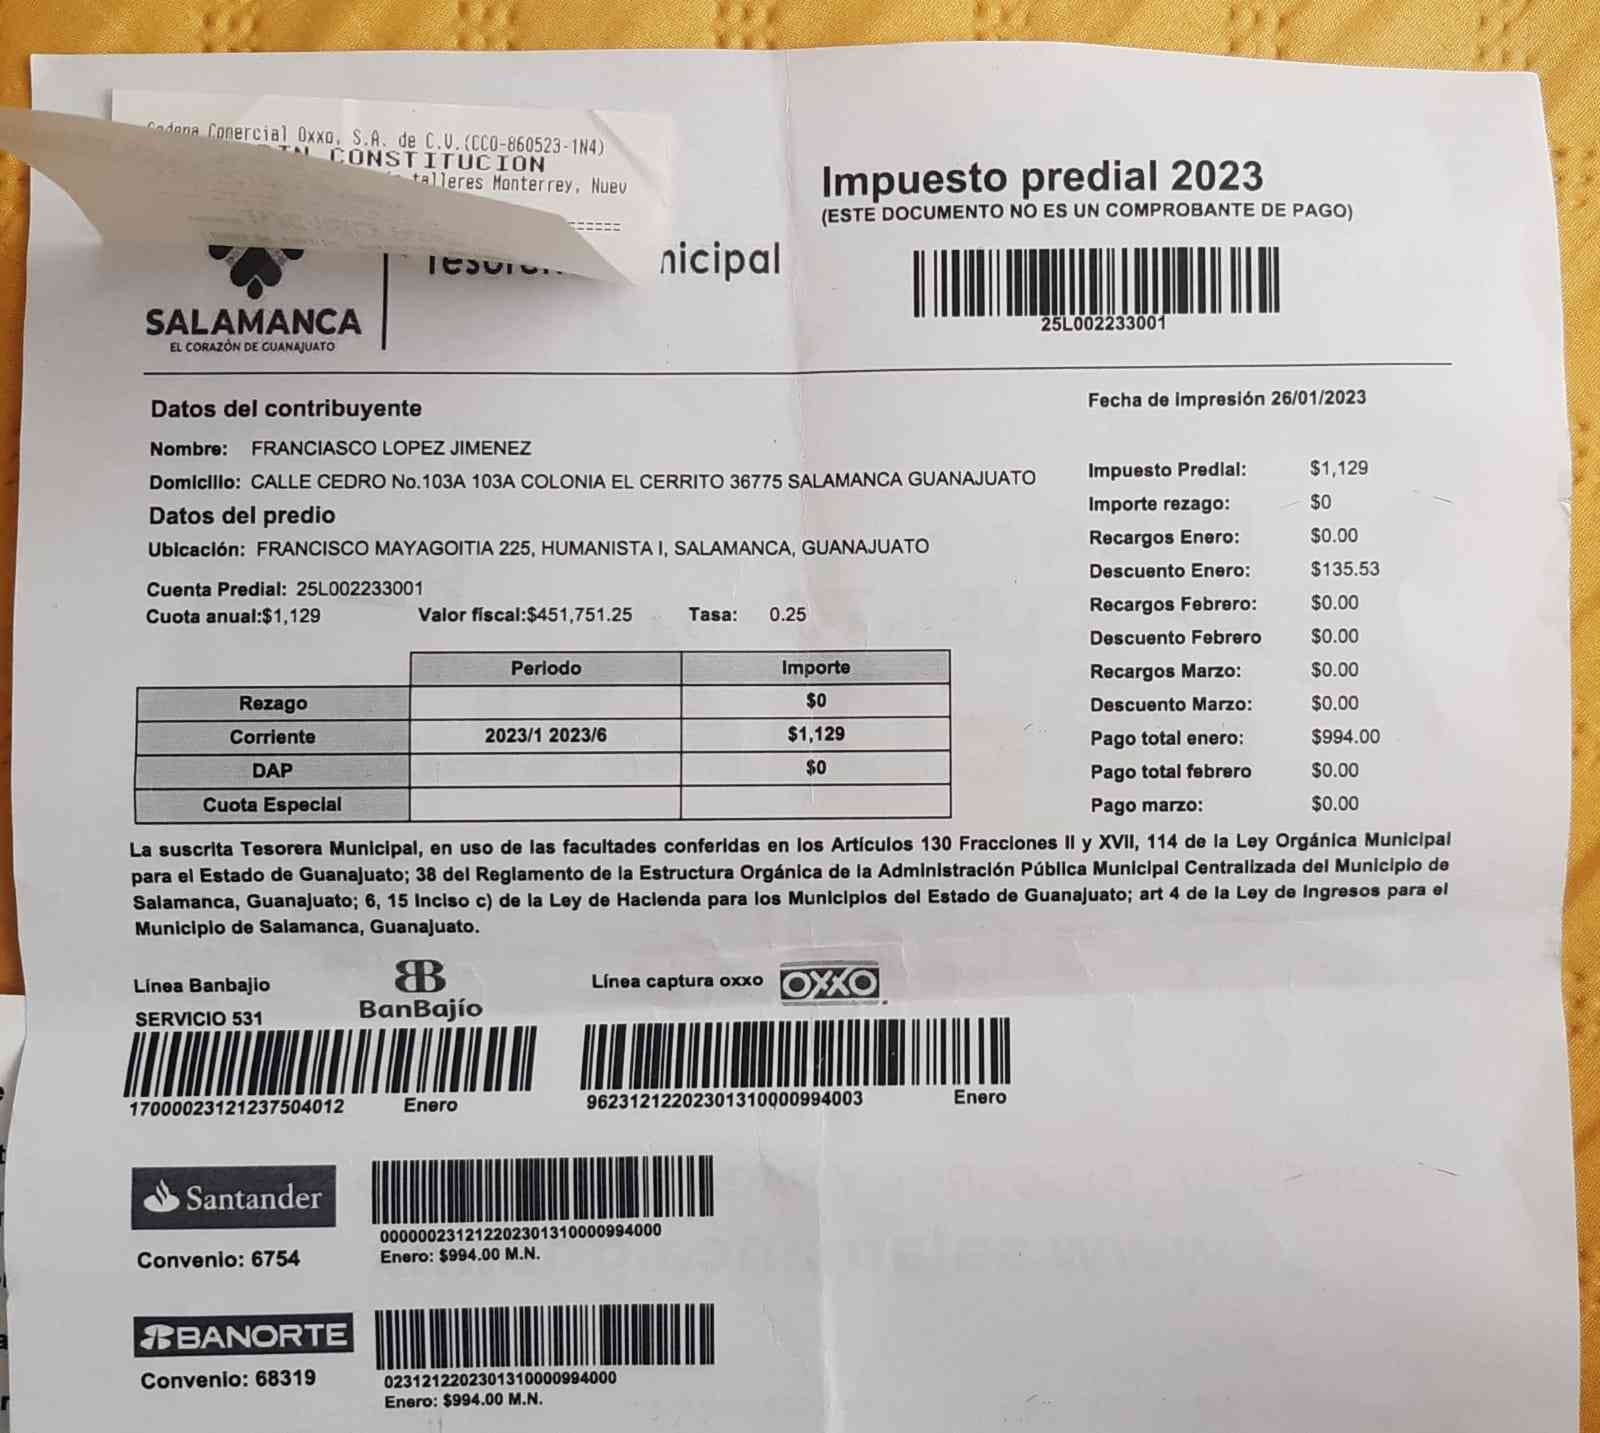 Comercial Oxxo, S.A. de C.V.(CCO-860523-1N4)
CONSTITUCION
talleres Monterrey, Nuev
======
Impuesto predial 2023
(ESTE DOCUMENTO NO ES UN COMPROBANTE DE PAGO)
25L002233001
SALAMANCA
EL CORAZÓN DE GUANAJUATO
Datos del contribuyente
Fecha de impresión 26/01/2023
Nombre: FRANCIASCO LOPEZ JIMENEZ
Domicilio: CALLE CEDRO No.103A 103A COLONIA EL CERRITO 36775 SALAMANCA GUANAJUATO
Datos del predio
Ubicación: FRANCISCO MAYAGOITIA 225, HUMANISTA I, SALAMANCA, GUANAJUATO
Cuenta Predial: 25L002233001
Cuota anual:$1,129 Valor fiscal:$451,751.25 Tasa: 0.25
Impuesto Predial: $1,129
Importe rezago: $0
Recargos Enero: $0.00
Descuento Enero: $135.53
Recargos Febrero: $0.00
Descuento Febrero $0.00
Recargos Marzo: $0.00
Descuento Marzo: $0.00
Pago total enero: $994.00
Pago total febrero $0.00
Pago marzo: $0.00
Periodo Importe
Rezago $0
Corriente 2023/1 2023/6 $1,129
DAP $0
Cuota Especial
La suscrita Tesorera Municipal, en uso de las facultades conferidas en los Artículos 130 Fracciones II y XVII, 114 de la Ley Orgánica Municipal
para el Estado de Guanajuato; 38 del Reglamento de la Estructura Orgánica de la Administración Pública Municipal Centralizada del Municipio de
Salamanca, Guanajuato; 6, 15 Inciso c) de la Ley de Hacienda para los Municipios del Estado de Guanajuato; art 4 de la Ley de Ingresos para el
Municipio de Salamanca, Guanajuato.
Línea Banbajio
SERVICIO 531
BanBajío
17000023121237504012 Enero
Línea captura oxxo
OXXO
96231212202301310000994003 Enero
Santander
Convenio: 6754
00000023121220230131000099​4000
Enero: $994.00 M.N.
BANORTE
Convenio: 68319
0231212202301310000994000
Enero: $994.00 M.N.